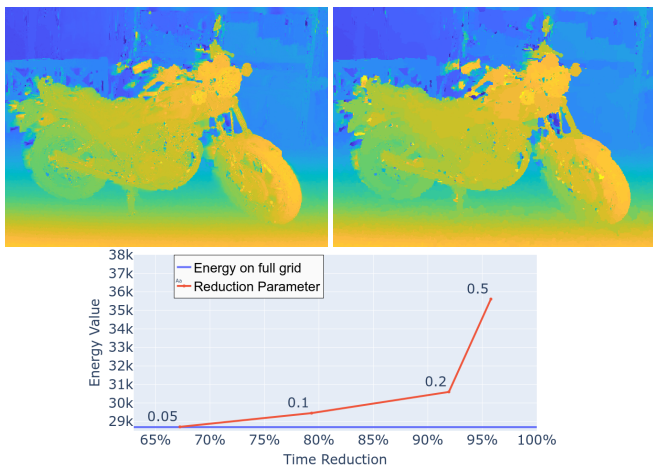 38k
37k
36k
35k
34k
33k
32k
31k
30k
29k
Energy Value
Energy on full grid
Aa
Reduction Parameter
0.5
0.2
0.1
0.05
65% 70% 75% 80% 85% 90% 95% 100%
Time Reduction